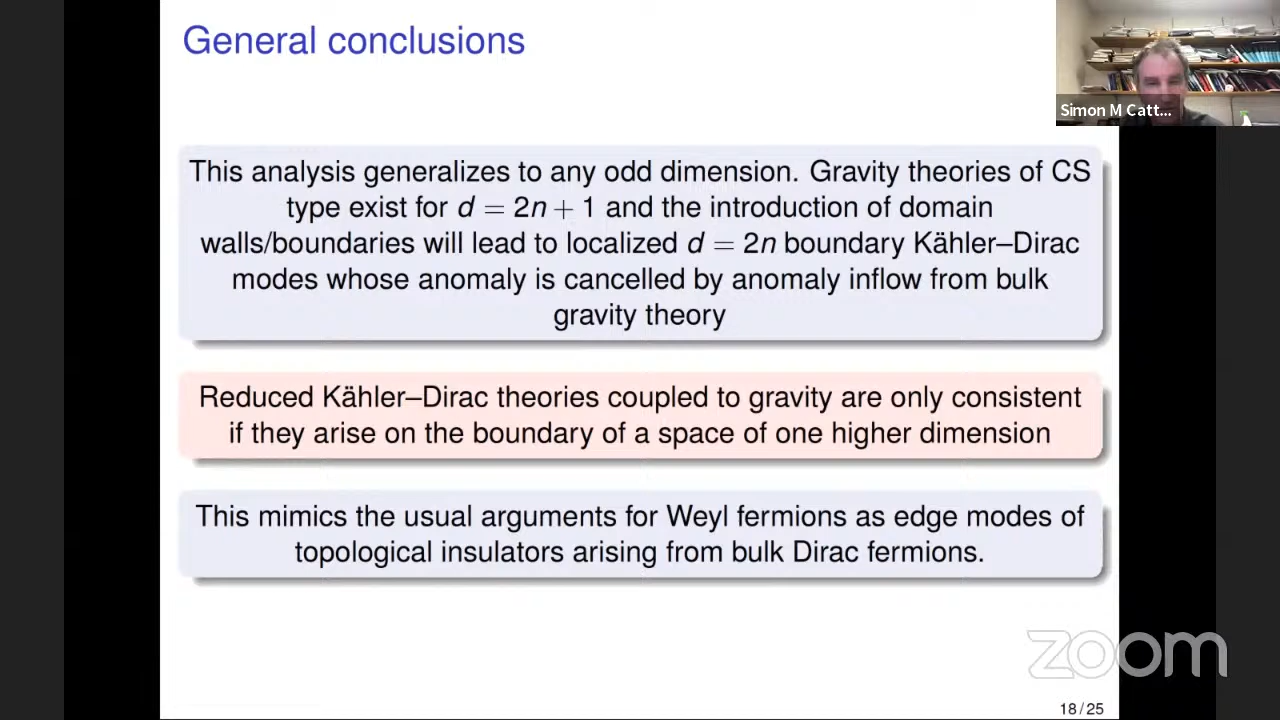 General conclusions
Simon M Catt...
This analysis generalizes to any odd dimension. Gravity theories of CS
type exist for d = 2n + 1 and the introduction of domain
walls/boundaries will lead to localized d = 2n boundary Kähler–Dirac
modes whose anomaly is cancelled by anomaly inflow from bulk
gravity theory
Reduced Kähler–Dirac theories coupled to gravity are only consistent
if they arise on the boundary of a space of one higher dimension
This mimics the usual arguments for Weyl fermions as edge modes of
topological insulators arising from bulk Dirac fermions.
zoom
18/25